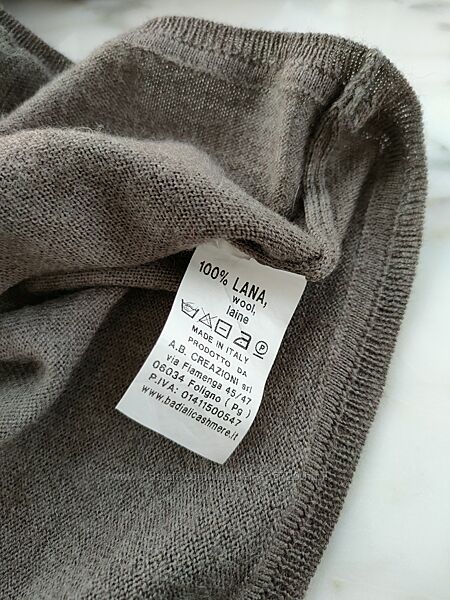 100% LANA,
wool,
laine
P
MADE IN ITALY
PRODOTTO DA
A.B. CREAZIONI srl
via Fiamenga 45/47
06034 Foligno ( Pg )
P.IVA: 01411500547
www.badialicashmere.it